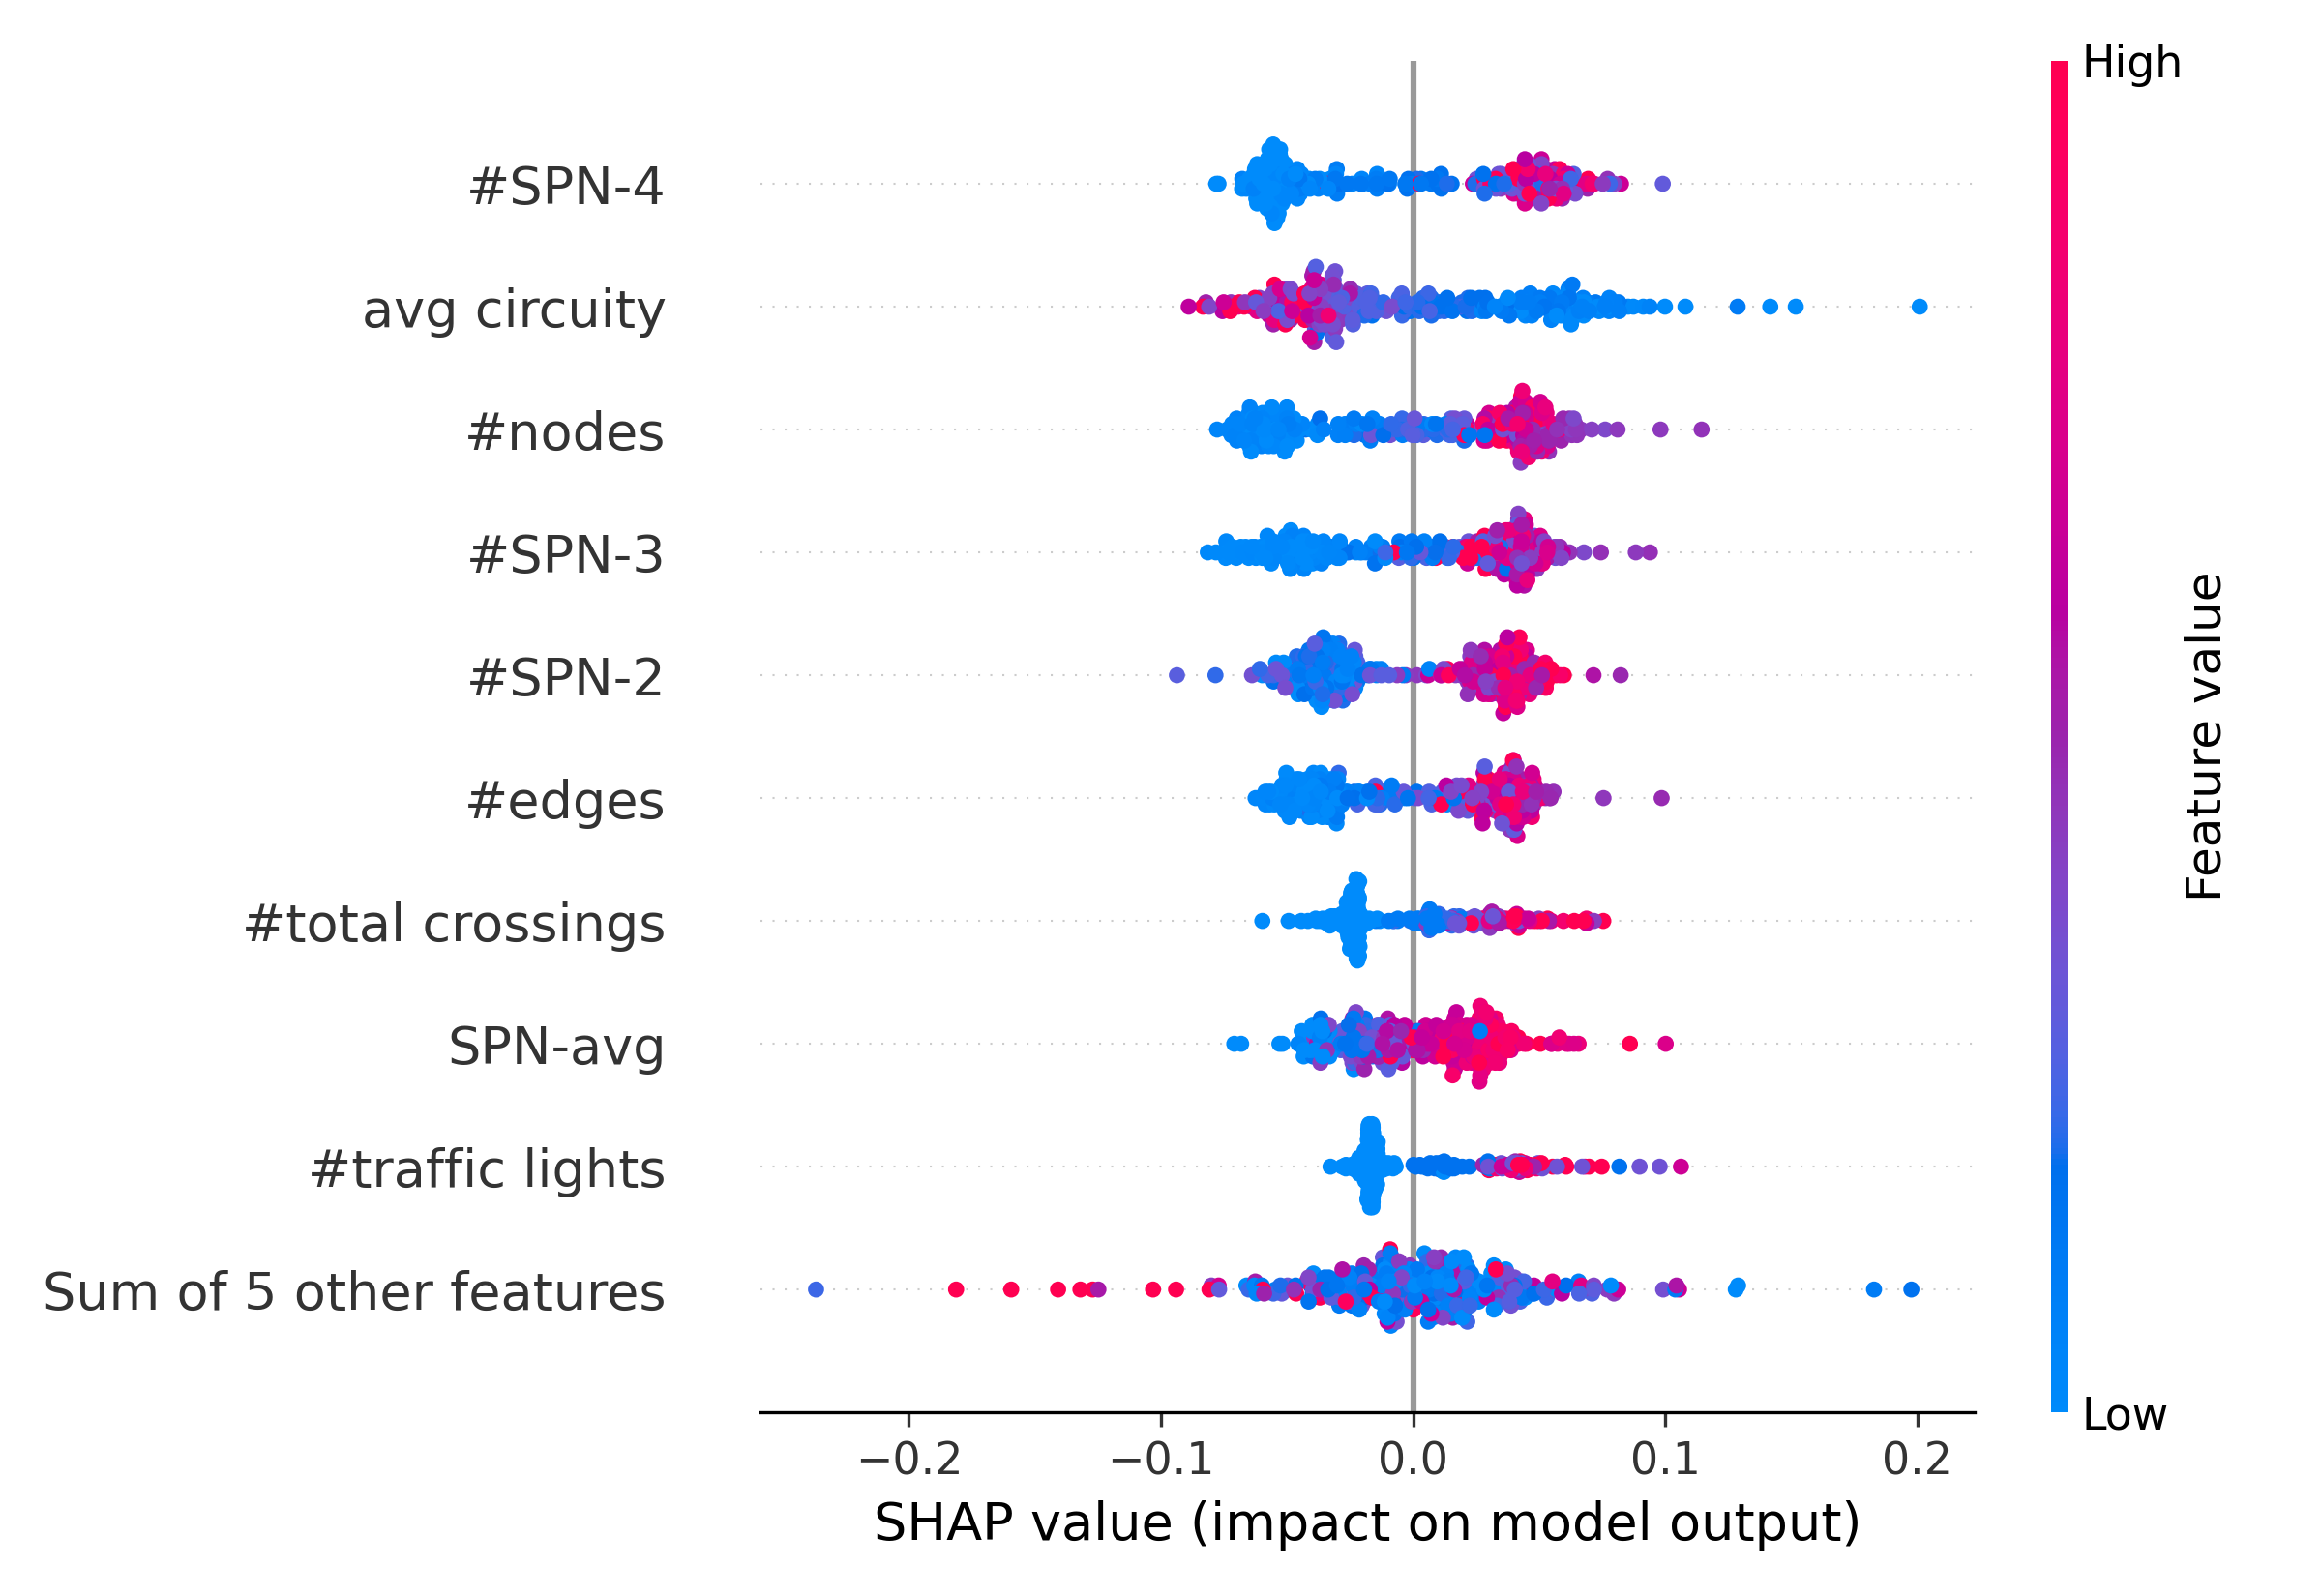 High
#SPN-4
avg circuity
#nodes
#SPN-3
#SPN-2
#edges
#total crossings
SPN-avg
#traffic lights
Sum of 5 other features
Feature value
Low
−0.2 −0.1 0.0 0.1 0.2
SHAP value (impact on model output)